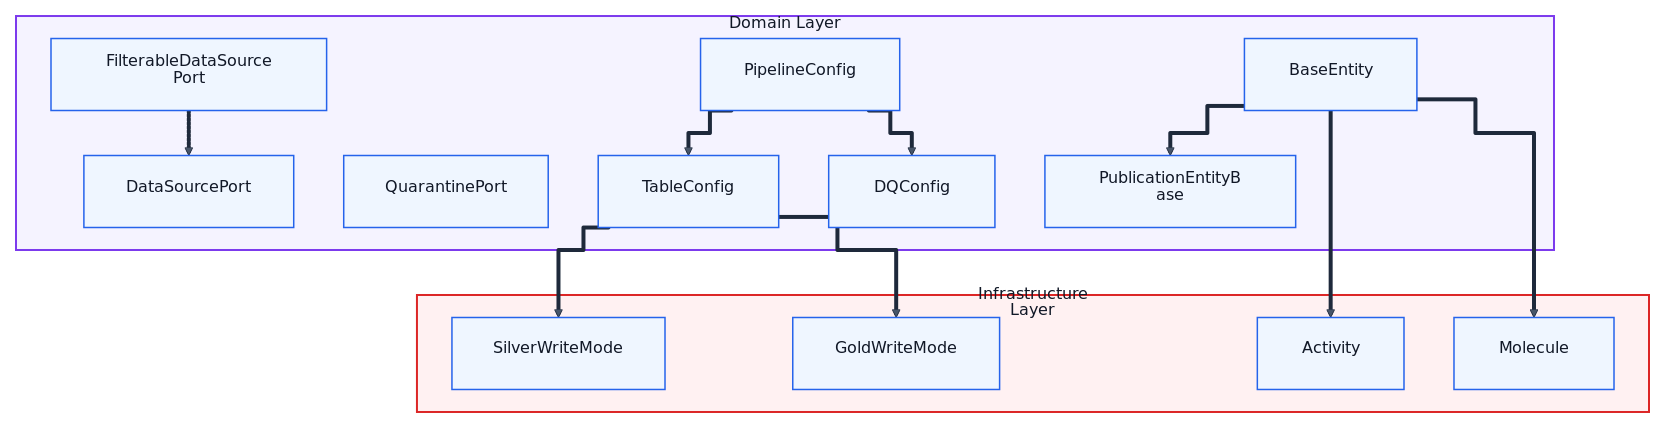 Domain Layer
FilterableDataSource
Port
PipelineConfig
BaseEntity
DataSourcePort
QuarantinePort
TableConfig
DQConfig
PublicationEntityB
ase
Infrastructure
Layer
SilverWriteMode
GoldWriteMode
Activity
Molecule